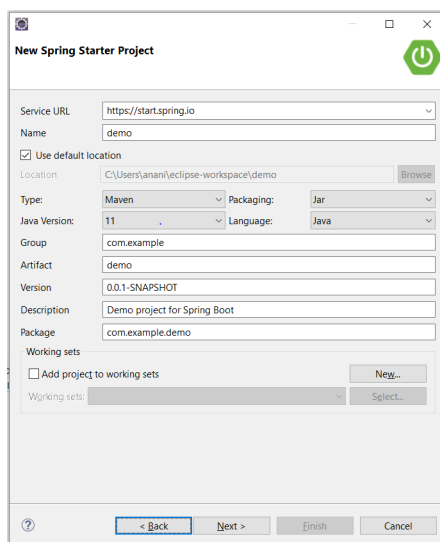 New Spring Starter Project
Service URL https://start.spring.io
Name demo
Use default location
Location C:\Users\anani\eclipse-workspace\demo Browse
Type: Maven Packaging: Jar
Java Version: 11 Language: Java
Group com.example
Artifact demo
Version 0.0.1-SNAPSHOT
Description Demo project for Spring Boot
Package com.example.demo
Working sets
Add project to working sets New...
Working sets: Select...
? < Back Next > Finish Cancel